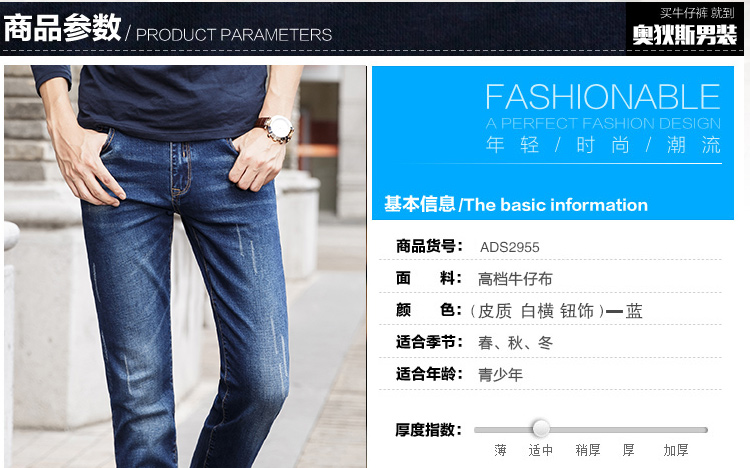 商品参数/ PRODUCT PARAMETERS
买牛仔裤 就到
奥狄斯男装
FASHIONABLE
A PERFECT FASHION DESIGN
年 轻 / 时 尚 / 潮 流
基本信息/The basic information
商品货号： ADS2955
面 料： 高档牛仔布
颜 色：( 皮质 白横 钮饰 )—蓝
适合季节： 春、秋、冬
适合年龄： 青少年
厚度指数：
薄 适中 稍厚 厚 加厚